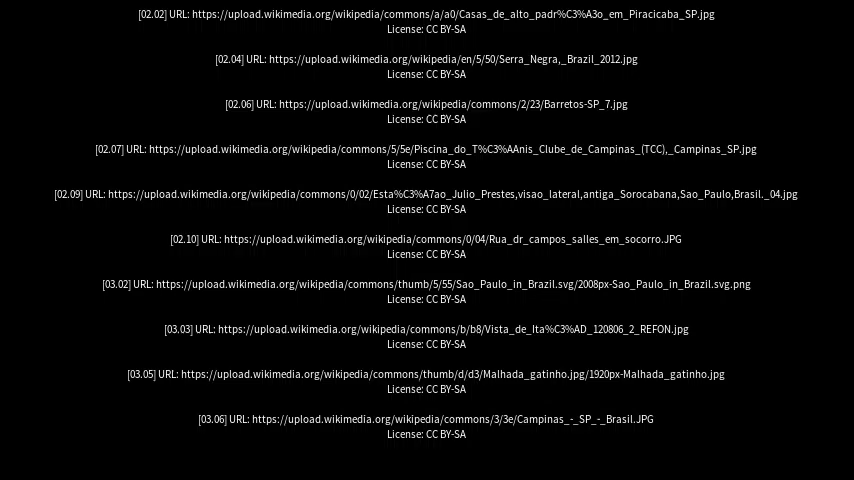 [02.02] URL: https://upload.wikimedia.org/wikipedia/commons/a/a0/Casas_de_alto_padr%C3%A3o_em_Piracicaba_SP.jpg
License: CC BY-SA
[02.04] URL: https://upload.wikimedia.org/wikipedia/en/5/50/Serra_Negra,_Brazil_2012.jpg
License: CC BY-SA
[02.06] URL: https://upload.wikimedia.org/wikipedia/commons/2/23/Barretos-SP_7.jpg
License: CC BY-SA
[02.07] URL: https://upload.wikimedia.org/wikipedia/commons/5/5e/Piscina_do_T%C3%AAnis_Clube_de_Campinas_(TCC),_Campinas_SP.jpg
License: CC BY-SA
[02.09] URL: https://upload.wikimedia.org/wikipedia/commons/0/02/Esta%C3%A7ao_Julio_Prestes,visao_lateral,antiga_Sorocabana,Sao_Paulo,Brasil._04.jpg
License: CC BY-SA
[02.10] URL: https://upload.wikimedia.org/wikipedia/commons/0/04/Rua_dr_campos_salles_em_socorro.JPG
License: CC BY-SA
[03.02] URL: https://upload.wikimedia.org/wikipedia/commons/thumb/5/55/Sao_Paulo_in_Brazil.svg/2008px-Sao_Paulo_in_Brazil.svg.png
License: CC BY-SA
[03.03] URL: https://upload.wikimedia.org/wikipedia/commons/b/b8/Vista_de_Ita%C3%AD_120806_2_REFON.jpg
License: CC BY-SA
[03.05] URL: https://upload.wikimedia.org/wikipedia/commons/thumb/d/d3/Malhada_gatinho.jpg/1920px-Malhada_gatinho.jpg
License: CC BY-SA
[03.06] URL: https://upload.wikimedia.org/wikipedia/commons/3/3e/Campinas_-_SP_-_Brasil.JPG
License: CC BY-SA